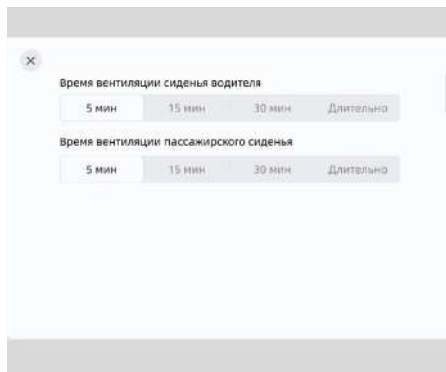 Время вентиляции сиденья водителя
5 мин 15 мин 30 мин Длительно
Время вентиляции пассажирского сиденья
5 мин 15 мин 30 мин Длительно